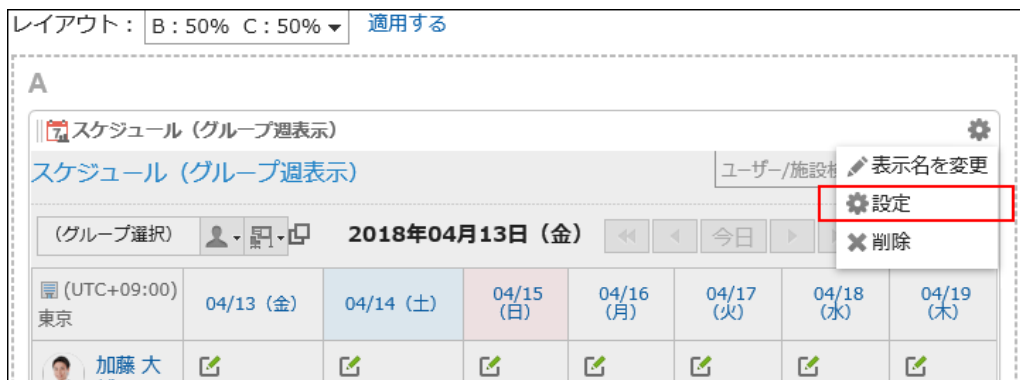 レイアウト： B：50% C：50% 適用する
A
スケジュール（グループ週表示）
スケジュール（グループ週表示） ユーザー/施設検
表示名を変更
設定
削除
（グループ選択） 2018年04月13日（金） 今日
(UTC+09:00)
東京
04/13（金） 04/14（土） 04/15（日） 04/16（月） 04/17（火） 04/18（水） 04/19（木）
加藤 大